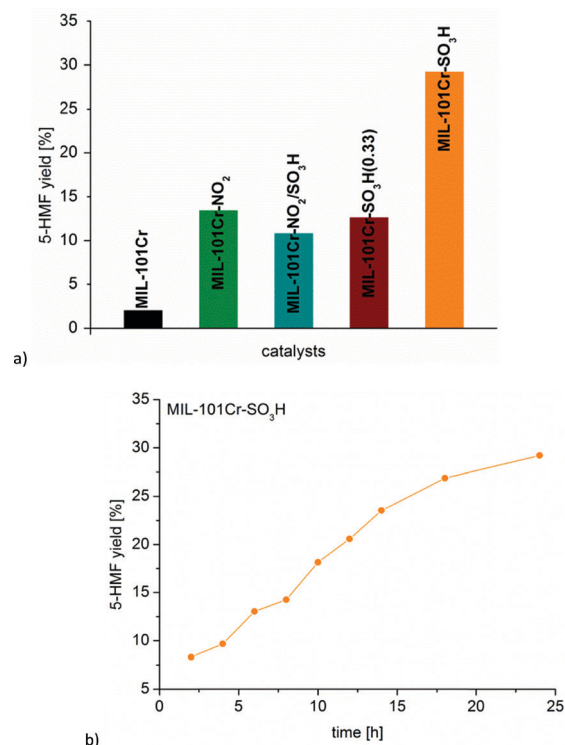 35
30
25
20
15
10
5
0
5-HMF yield [%]
MIL-101Cr
MIL-101Cr-NO₂
MIL-101Cr-NO₂/SO₃H
MIL-101Cr-SO₃H(0.33)
MIL-101Cr-SO₃H
catalysts
a)
MIL-101Cr-SO₃H
35
30
25
20
15
10
5
5-HMF yield [%]
0 5 10 15 20 25
time [h]
b)